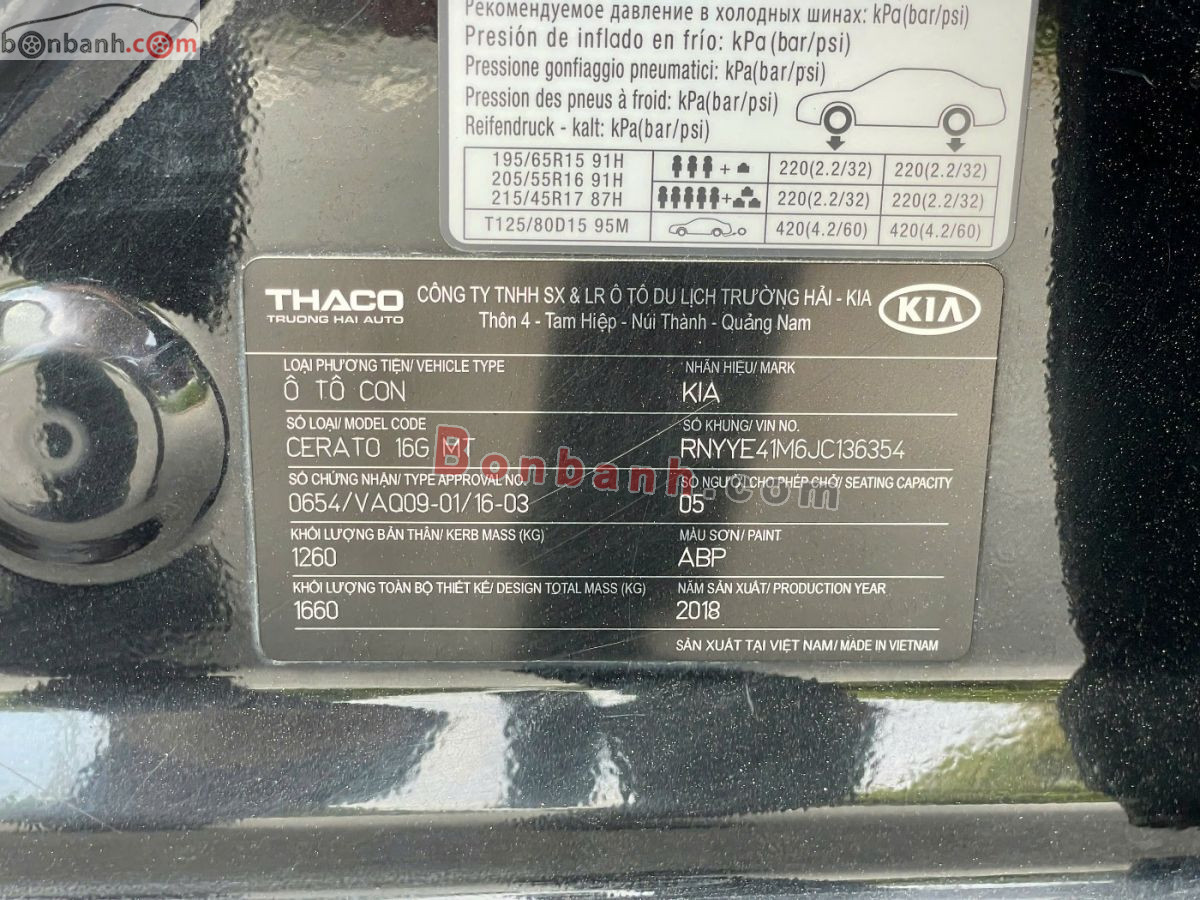 bonbanh.com
Рекомендуемое давление в холодных шинах: kPa(bar/psi)
Presión de inflado en frío: kPa(bar/psi)
Pressione gonfiaggio pneumatici: kPa(bar/psi)
Pression des pneus à froid: kPa(bar/psi)
Reifendruck - kalt: kPa(bar/psi)
195/65R15 91H
205/55R16 91H
215/45R17 87H
+ 220(2.2/32) 220(2.2/32)
+ 220(2.2/32) 220(2.2/32)
T125/80D15 95M 420(4.2/60) 420(4.2/60)
THACO
TRUONG HAI AUTO
CÔNG TY TNHH SX & LR Ô TÔ DU LỊCH TRƯỜNG HẢI - KIA
Thôn 4 - Tam Hiệp - Núi Thành - Quảng Nam
KIA
LOẠI PHƯƠNG TIỆN/ VEHICLE TYPE
Ô TÔ CON
NHÃN HIỆU/ MARK
KIA
SỐ LOẠI/ MODEL CODE
CERATO 16G MT
SỐ KHUNG/ VIN NO.
RNYYE41M6JC136354
SỐ CHỨNG NHẬN/ TYPE APPROVAL NO.
0654/VAQ09-01/16-03
SỐ NGƯỜI CHO PHÉP CHỞ/ SEATING CAPACITY
05
KHỐI LƯỢNG BẢN THÂN/ KERB MASS (KG)
1260
MÀU SƠN/ PAINT
ABP
KHỐI LƯỢNG TOÀN BỘ THIẾT KẾ/ DESIGN TOTAL MASS (KG)
1660
NĂM SẢN XUẤT/ PRODUCTION YEAR
2018
SẢN XUẤT TẠI VIỆT NAM/ MADE IN VIETNAM
Bonbanh.com